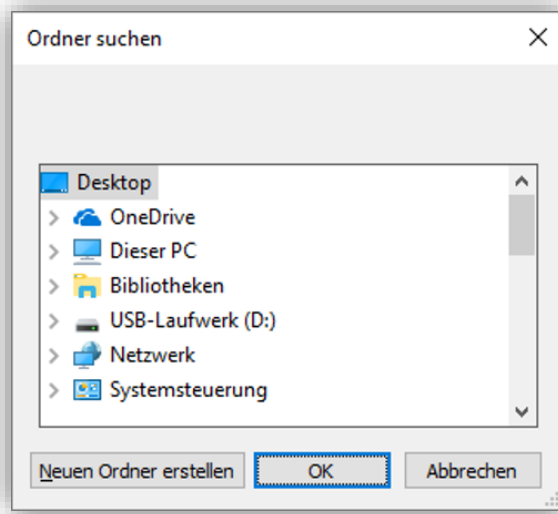 Ordner suchen
Desktop
OneDrive
Dieser PC
Bibliotheken
USB-Laufwerk (D:)
Netzwerk
Systemsteuerung
Neuen Ordner erstellen OK Abbrechen